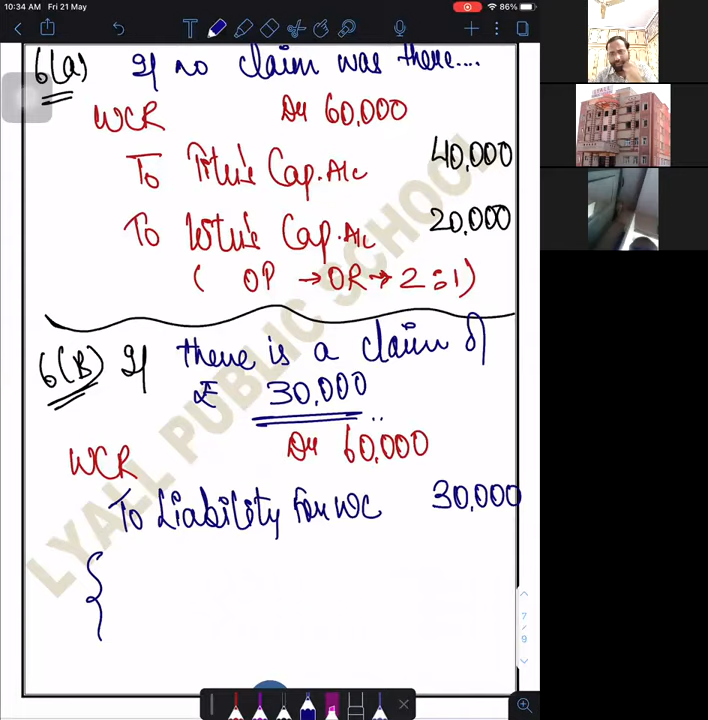 10:34 AM Fri 21 May
86%
6(a) If no claim was there....
WCR Dr 60,000
To Cap. A/c 40,000
To Cap. A/c 20,000
( OP → OR → 2:1)
6(B) If there is a claim of
₹ 30,000
WCR Dr 60,000
To Liability For WC 30,000
{
LYALL PUBLIC SCHOOL
7
/
9